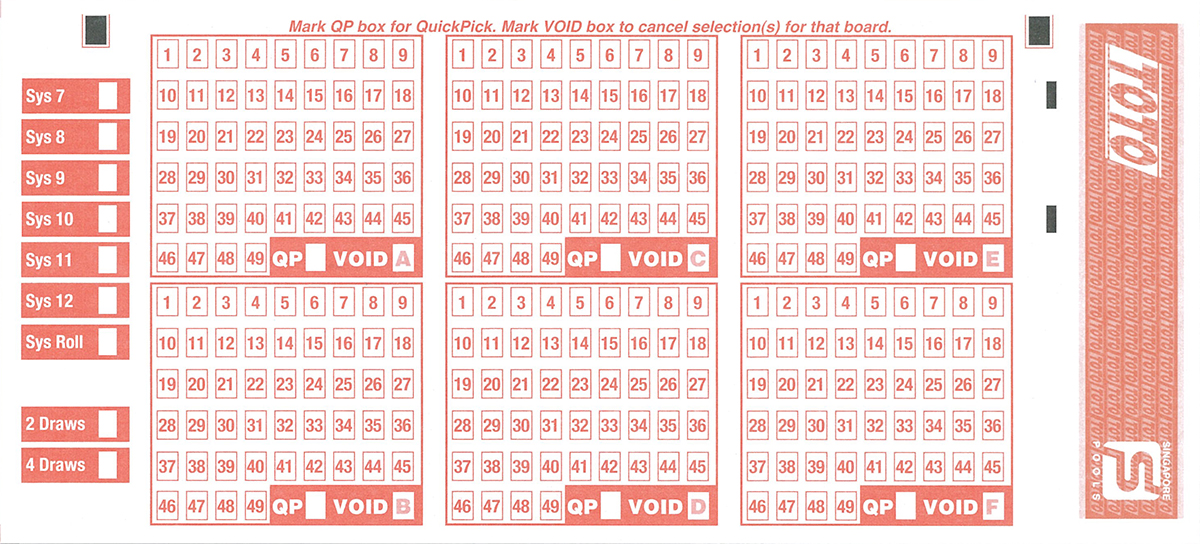 Mark QP box for QuickPick. Mark VOID box to cancel selection(s) for that board.
Sys 7
Sys 8
Sys 9
Sys 10
Sys 11
Sys 12
Sys Roll
2 Draws
4 Draws
1 2 3 4 5 6 7 8 9
10 11 12 13 14 15 16 17 18
19 20 21 22 23 24 25 26 27
28 29 30 31 32 33 34 35 36
37 38 39 40 41 42 43 44 45
46 47 48 49 QP VOID A
1 2 3 4 5 6 7 8 9
10 11 12 13 14 15 16 17 18
19 20 21 22 23 24 25 26 27
28 29 30 31 32 33 34 35 36
37 38 39 40 41 42 43 44 45
46 47 48 49 QP VOID B
1 2 3 4 5 6 7 8 9
10 11 12 13 14 15 16 17 18
19 20 21 22 23 24 25 26 27
28 29 30 31 32 33 34 35 36
37 38 39 40 41 42 43 44 45
46 47 48 49 QP VOID C
1 2 3 4 5 6 7 8 9
10 11 12 13 14 15 16 17 18
19 20 21 22 23 24 25 26 27
28 29 30 31 32 33 34 35 36
37 38 39 40 41 42 43 44 45
46 47 48 49 QP VOID D
1 2 3 4 5 6 7 8 9
10 11 12 13 14 15 16 17 18
19 20 21 22 23 24 25 26 27
28 29 30 31 32 33 34 35 36
37 38 39 40 41 42 43 44 45
46 47 48 49 QP VOID E
1 2 3 4 5 6 7 8 9
10 11 12 13 14 15 16 17 18
19 20 21 22 23 24 25 26 27
28 29 30 31 32 33 34 35 36
37 38 39 40 41 42 43 44 45
46 47 48 49 QP VOID F
TOTO
SINGAPORE
SP
POOLS